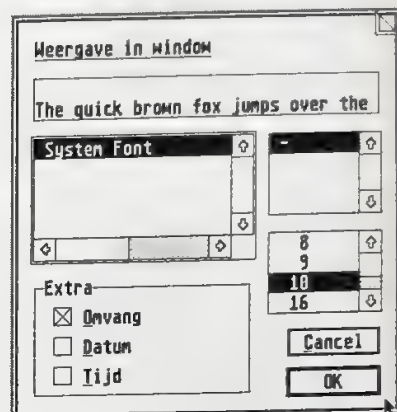 Weergave in window
The quick brown fox jumps over the
System Font
-
8
9
10
16
Extra
Omvang
Datum
Tijd
Cancel
OK